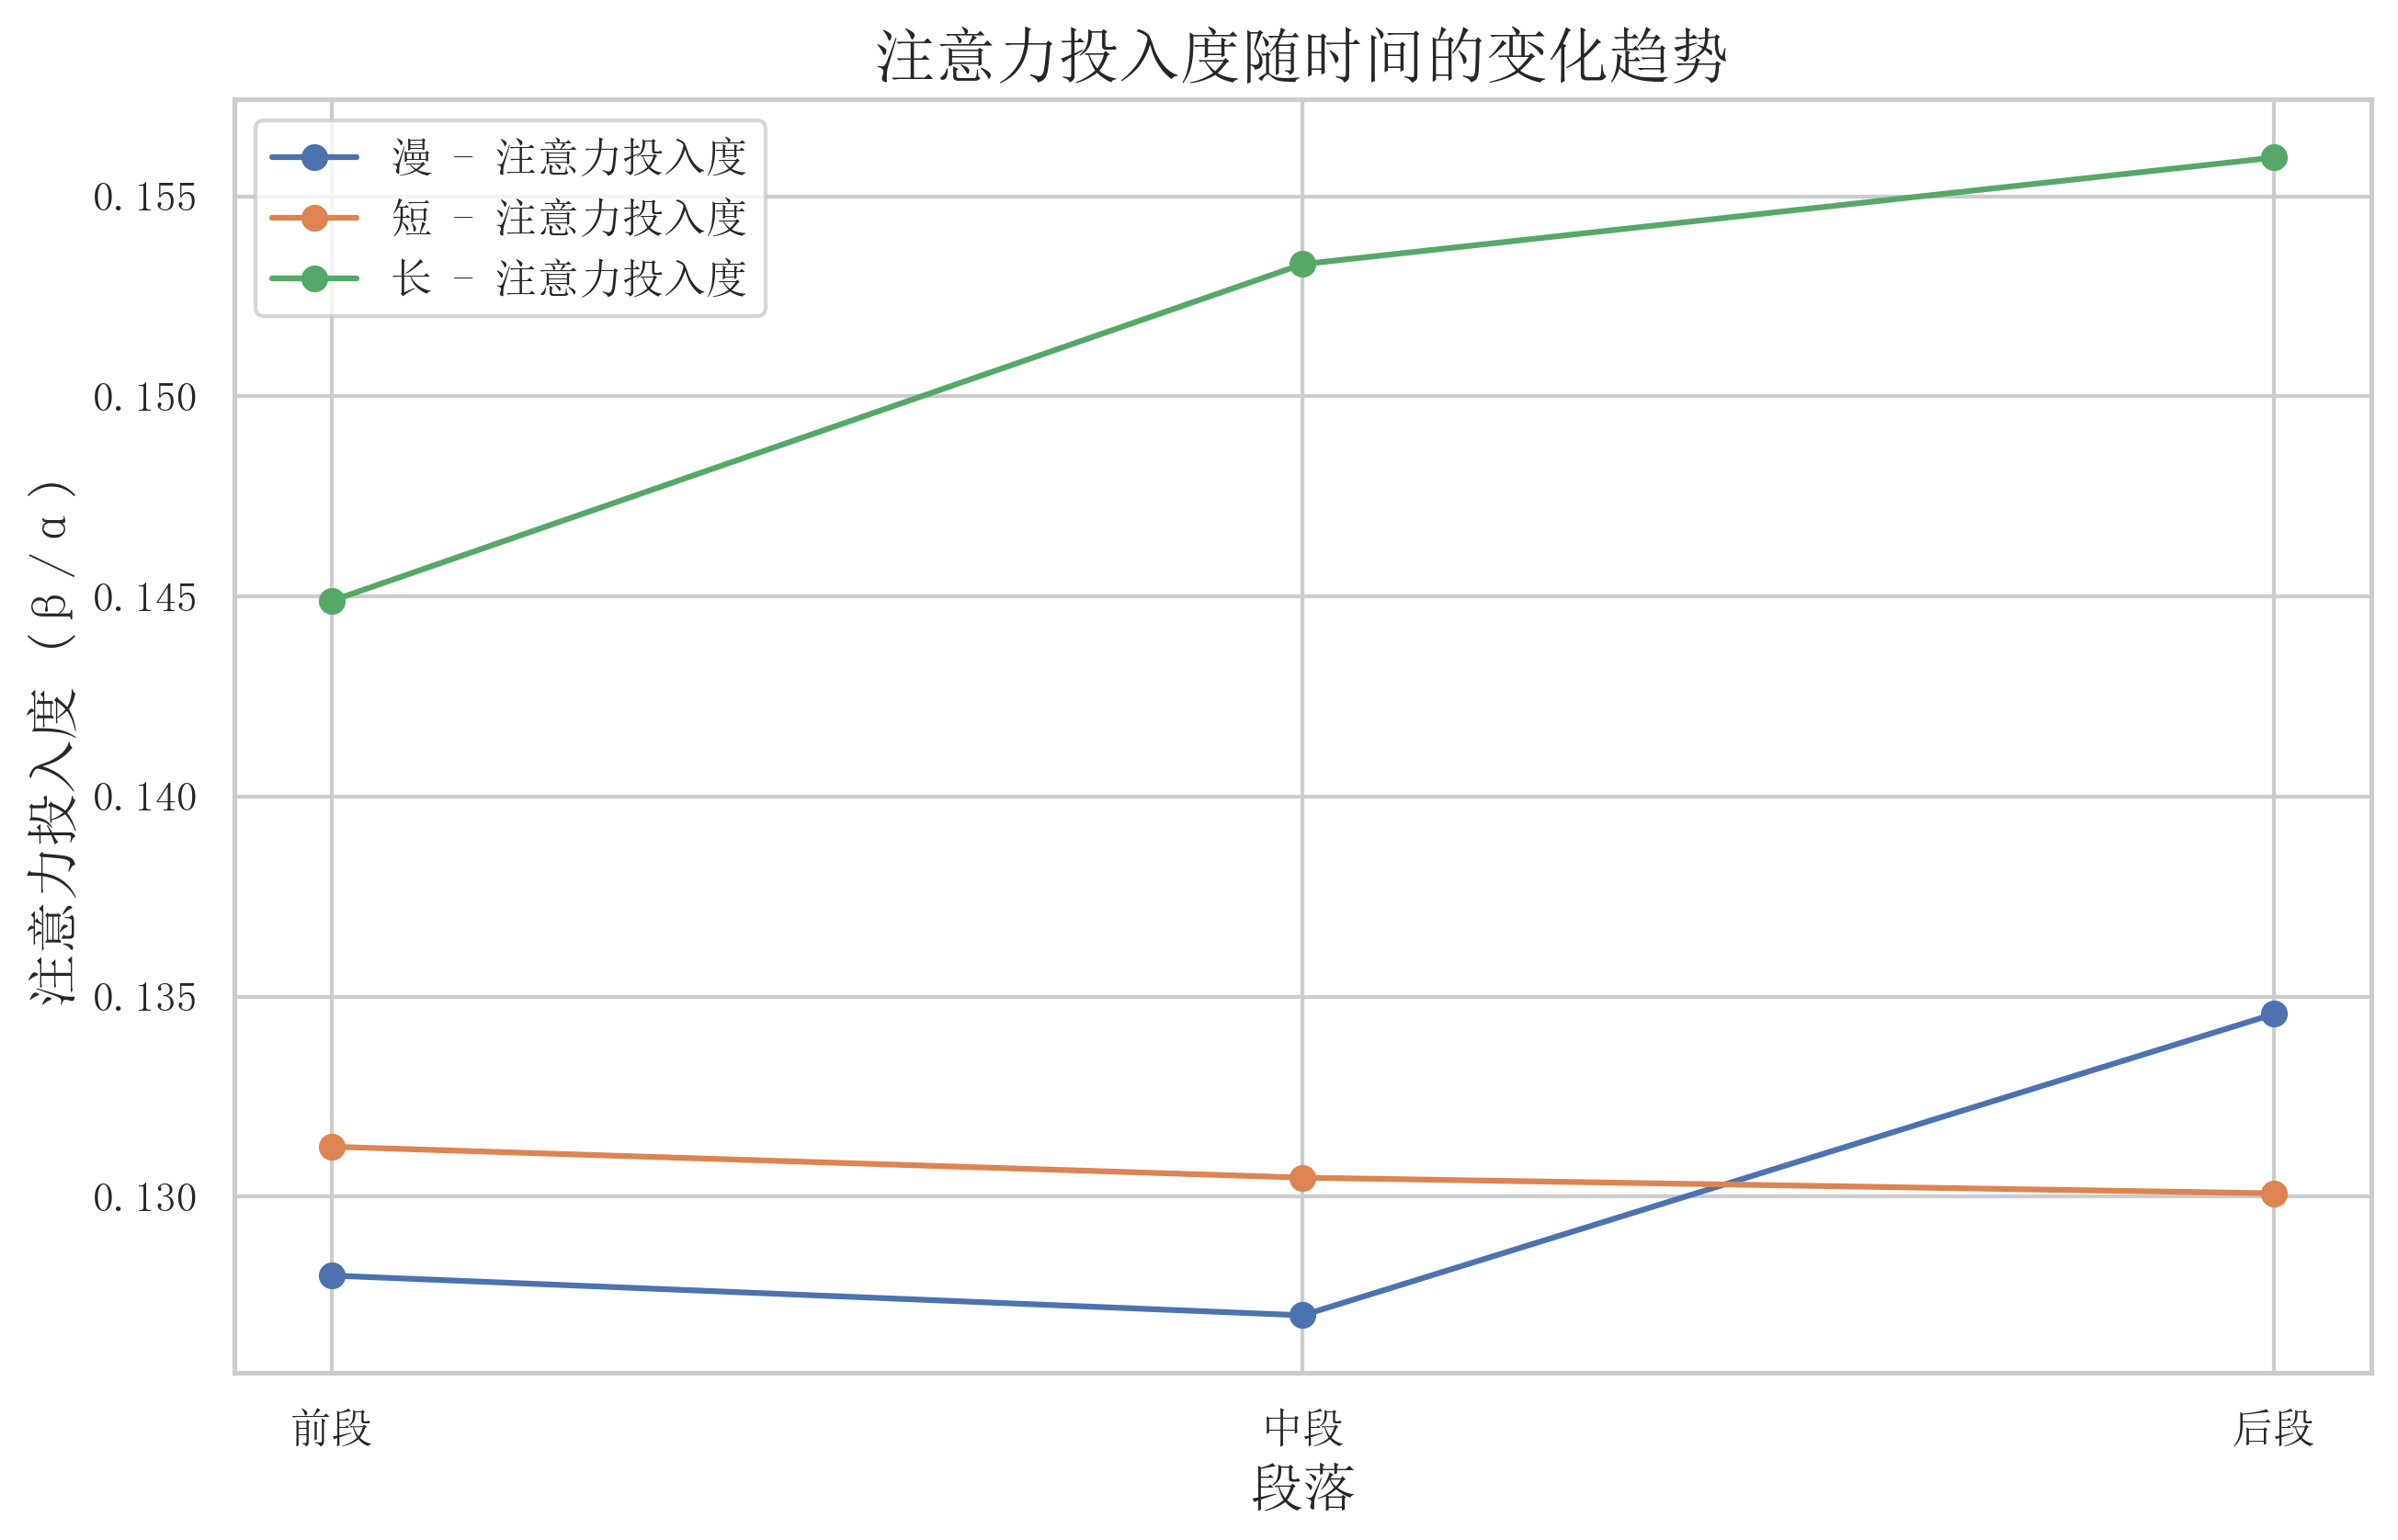 注意力投入度随时间的变化趋势
漫 - 注意力投入度
短 - 注意力投入度
长 - 注意力投入度
注意力投入度（β/α）
0.155
0.150
0.145
0.140
0.135
0.130
前段
中段
后段
段落